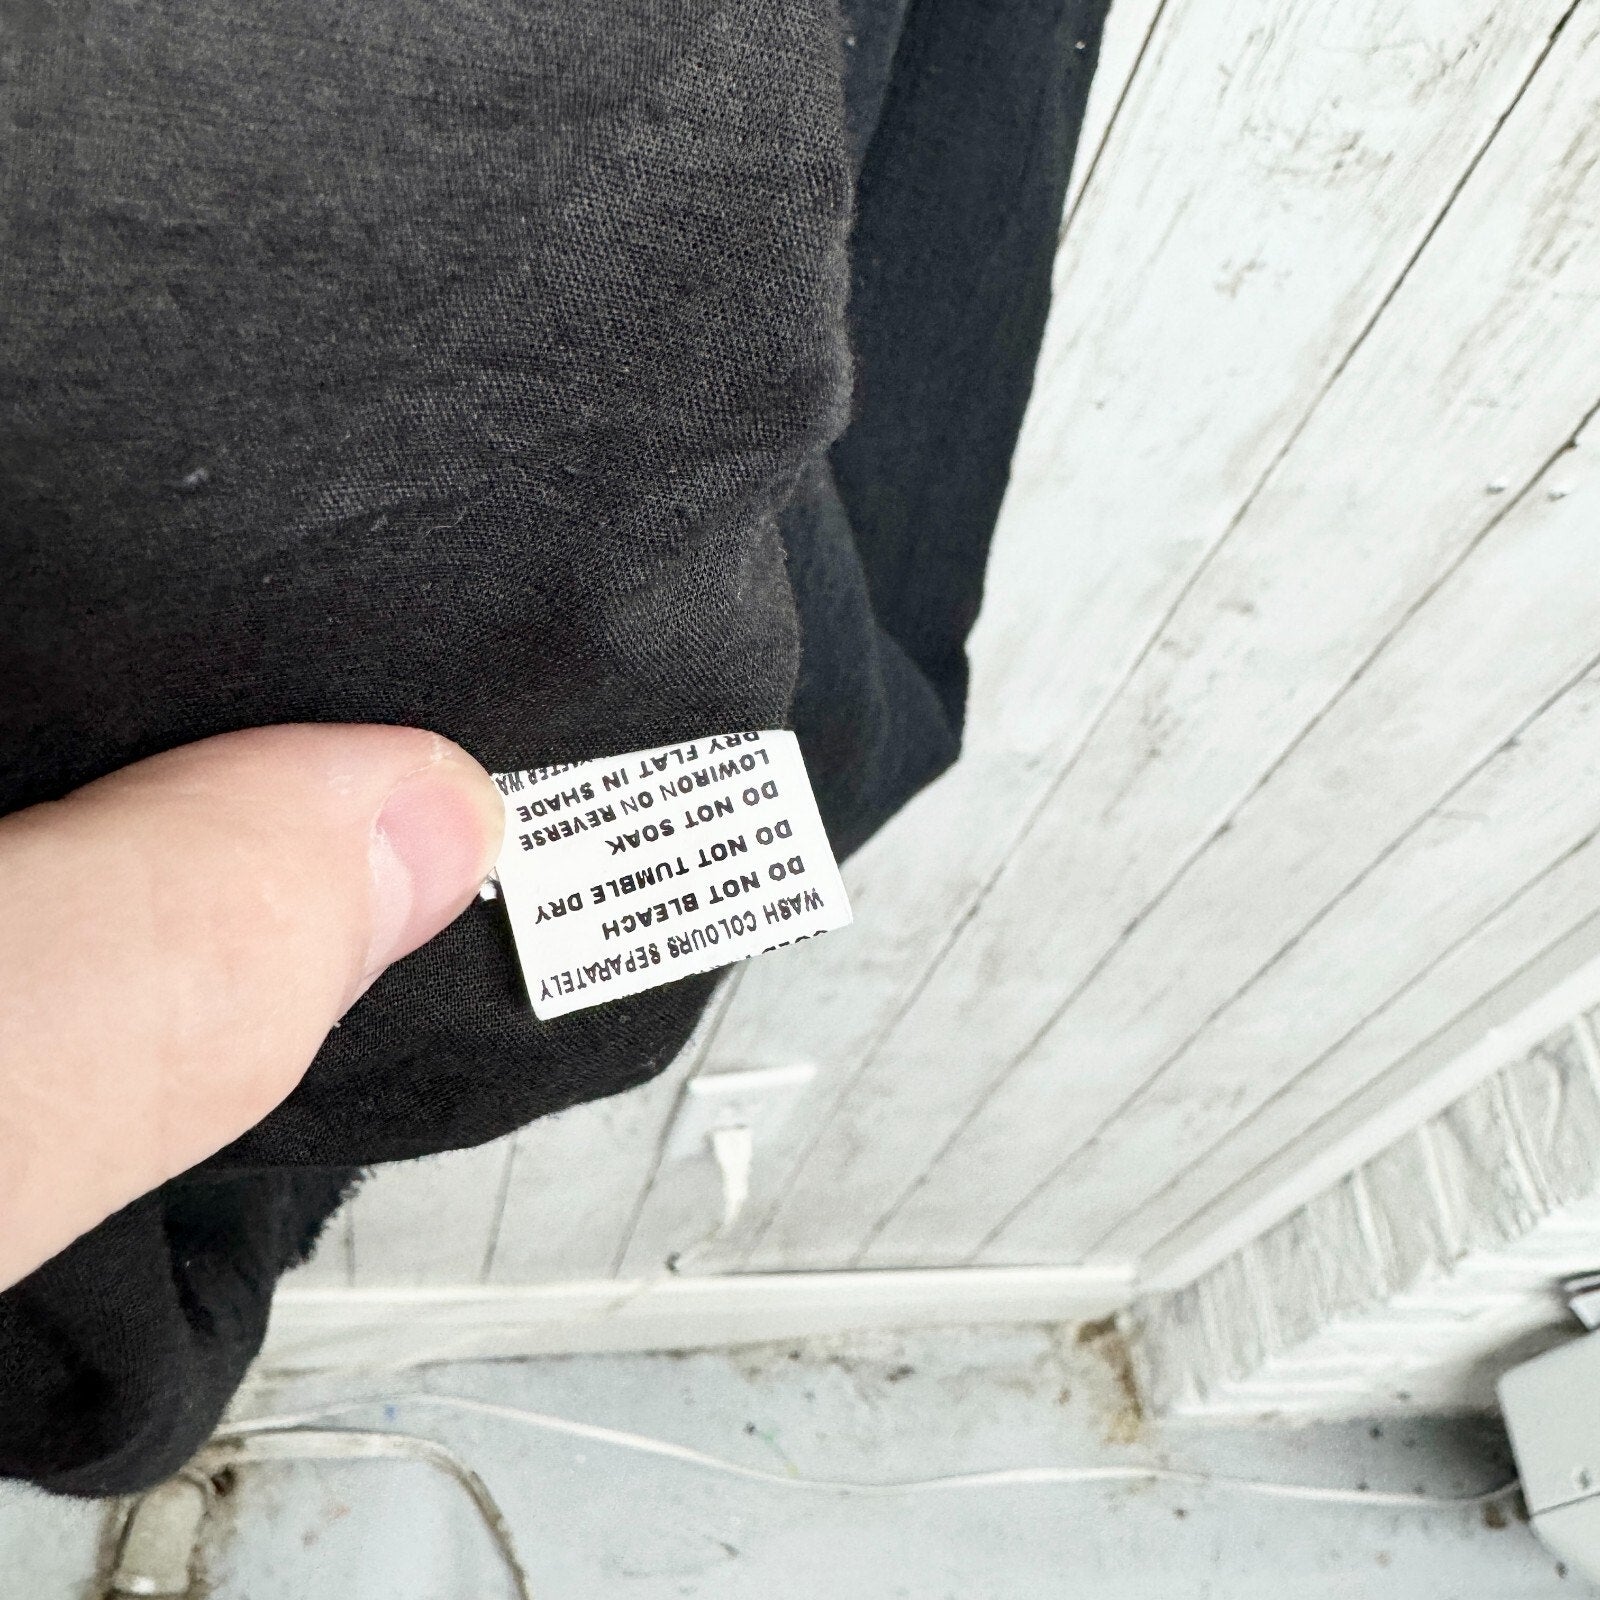 WASH COLOURS SEPARATELY
DO NOT BLEACH
DO NOT TUMBLE DRY
DO NOT SOAK
LOWIRON ON REVERSE
DRY FLAT IN SHADE